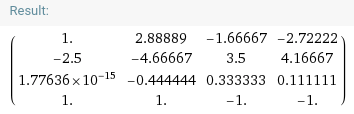 Result:
1. 2.88889 −1.66667 −2.72222
−2.5 −4.66667 3.5 4.16667
1.77636×10⁻¹⁵ −0.444444 0.333333 0.111111
1. 1. −1. −1.